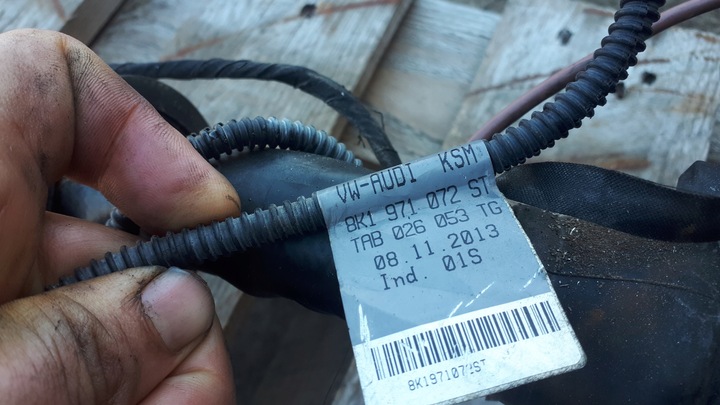 VW-AUDI KSM
8K1 971 072 ST
TAB 026 053 TG
08.11.2013
Ind. 01S
8K1971072ST